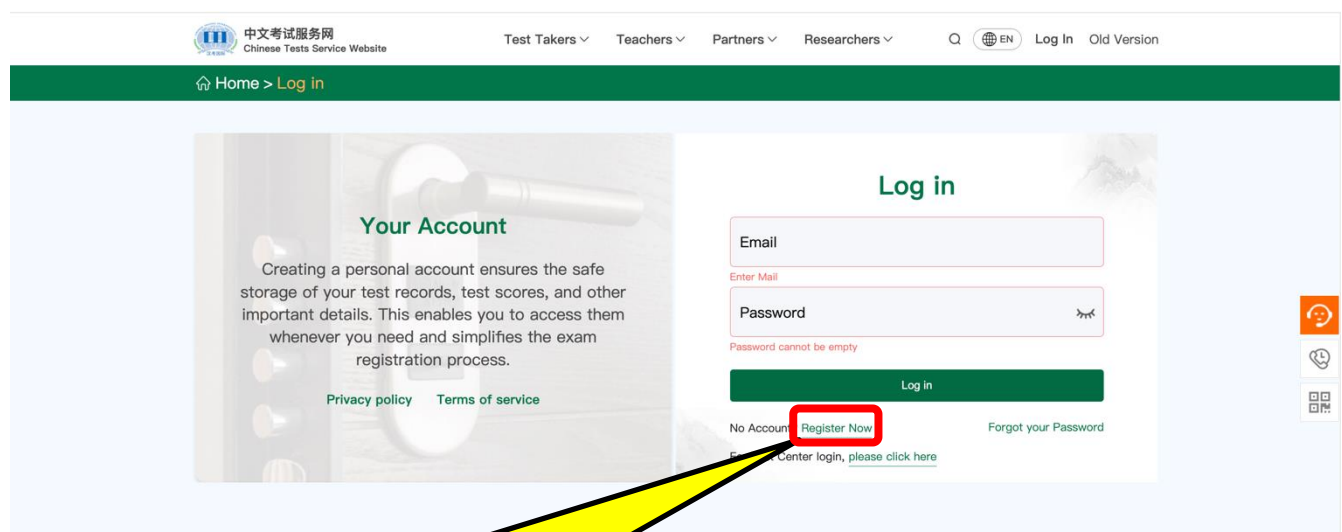 中文考试服务网
Chinese Tests Service Website
Test Takers Teachers Partners Researchers EN Log In Old Version
Home > Log in
Your Account
Creating a personal account ensures the safe
storage of your test records, test scores, and other
important details. This enables you to access them
whenever you need and simplifies the exam
registration process.
Privacy policy Terms of service
Log in
Email
Enter Mail
Password
Password cannot be empty
Log in
No Account Register Now Forgot your Password
Center login, please click here